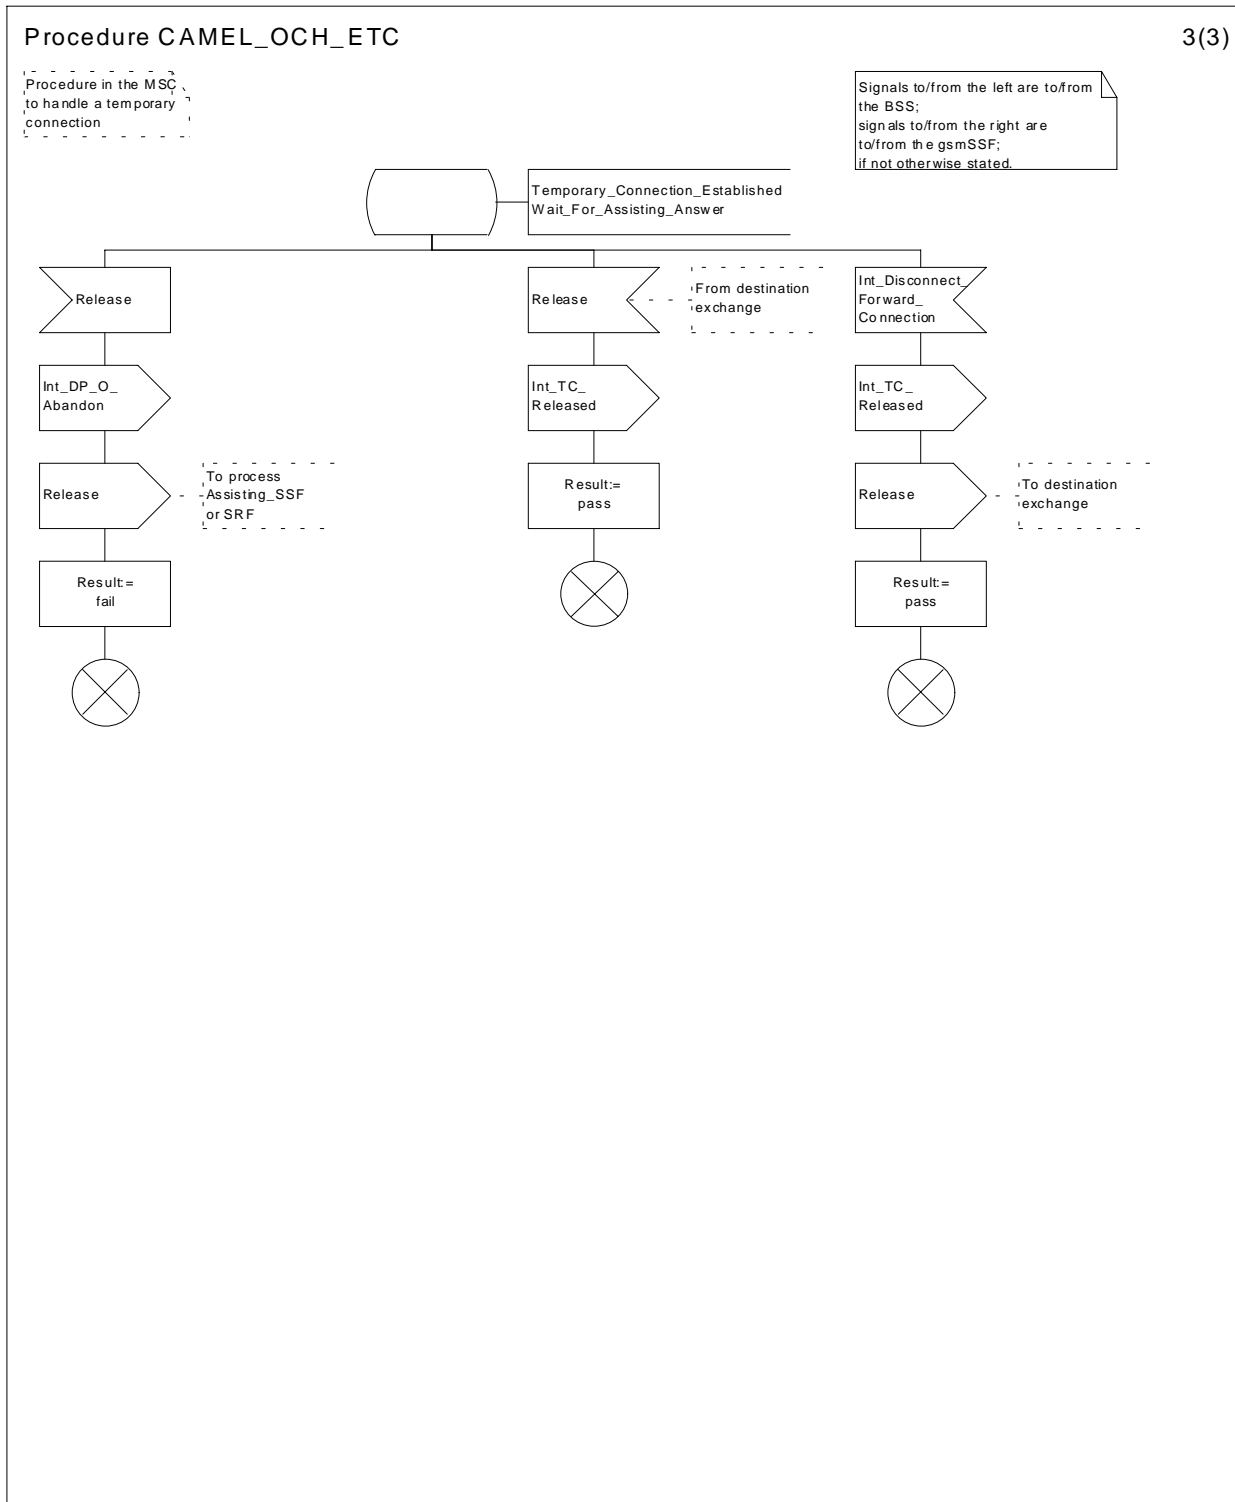 Procedure CAMEL_OCH_ETC
3(3)
Procedure in the MSC
to handle a temporary
connection
Signals to/from the left are to/from
the BSS;
signals to/from the right are
to/from the gsmSSF;
if not otherwise stated.
Temporary_Connection_Established
Wait_For_Assisting_Answer
Release
Release
From destination
exchange
Int_Disconnect_
Forward_
Connection
Int_DP_O_
Abandon
Int_TC_
Released
Int_TC_
Released
Release
To process
Assisting_SSF
or SRF
Result:=
pass
Release
To destination
exchange
Result:=
fail
Result:=
pass